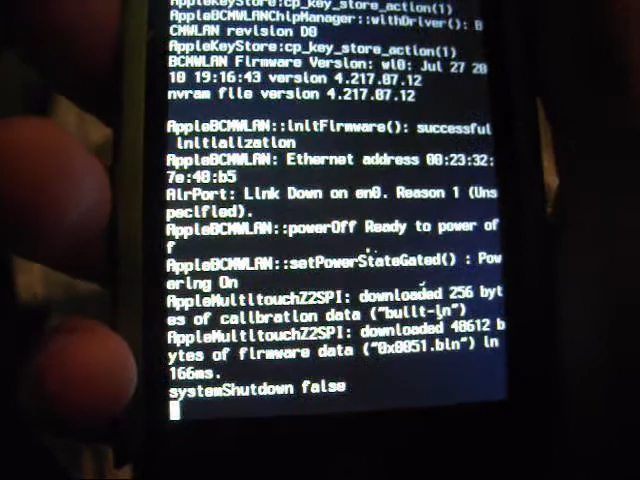 AppleKeyStore:cp_key_store_action(1)
AppleBCMWLANChipManager::withDriver(): B
CMWLAN revision D0
AppleKeyStore:cp_key_store_action(1)
BCMWLAN Firmware Version: wl0: Jul 27 20
10 19:16:43 version 4.217.87.12
nvram file version 4.217.87.12
AppleBCMWLAN::initFirmware(): successful
initialization
AppleBCMWLAN: Ethernet address 00:23:32:
7e:40:b5
AirPort: Link Down on en0. Reason 1 (Uns
pecified).
AppleBCMWLAN::powerOff Ready to power of
f
AppleBCMWLAN::setPowerStateGated() : Pow
ering On
AppleMultitouchZ2SPI: downloaded 256 byt
es of calibration data ("built-in")
AppleMultitouchZ2SPI: downloaded 40612 b
ytes of firmware data ("0x0051.bin") in
166ms.
systemShutdown false